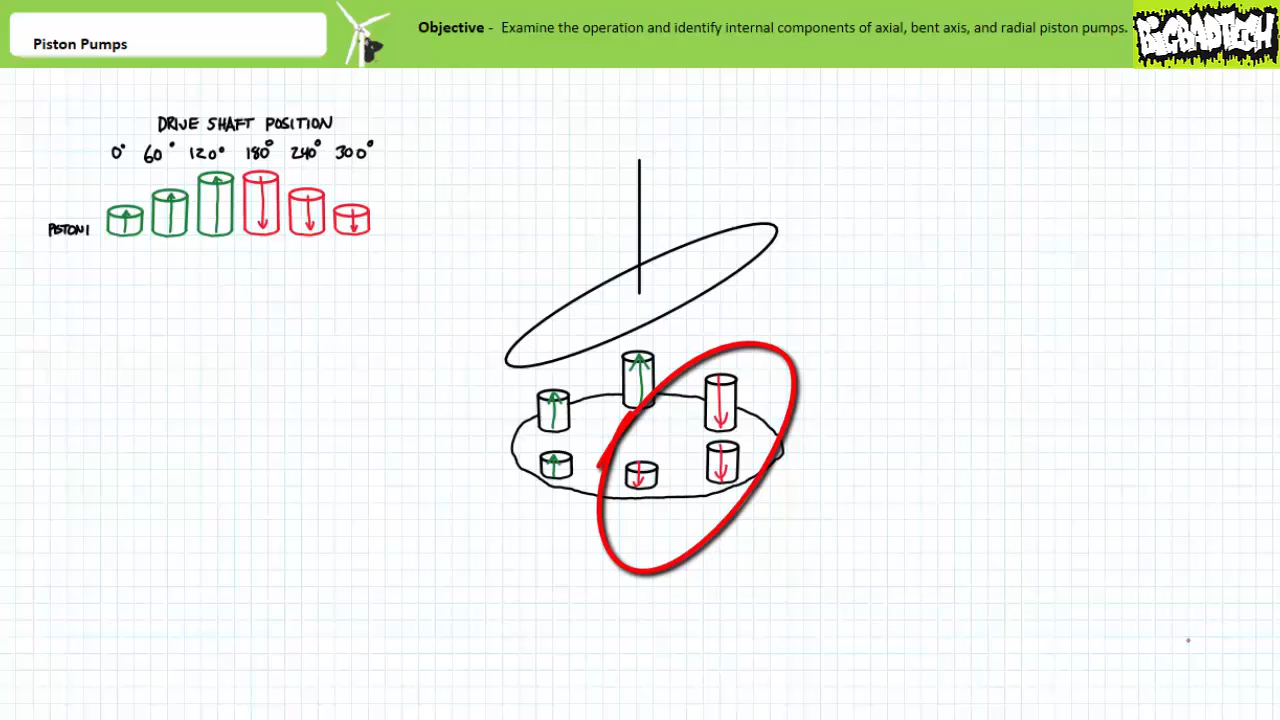 Piston Pumps
Objective - Examine the operation and identify internal components of axial, bent axis, and radial piston pumps.
BIGBADTECH
DRIVE SHAFT POSITION
0° 60° 120° 180° 240° 300°
PISTON 1